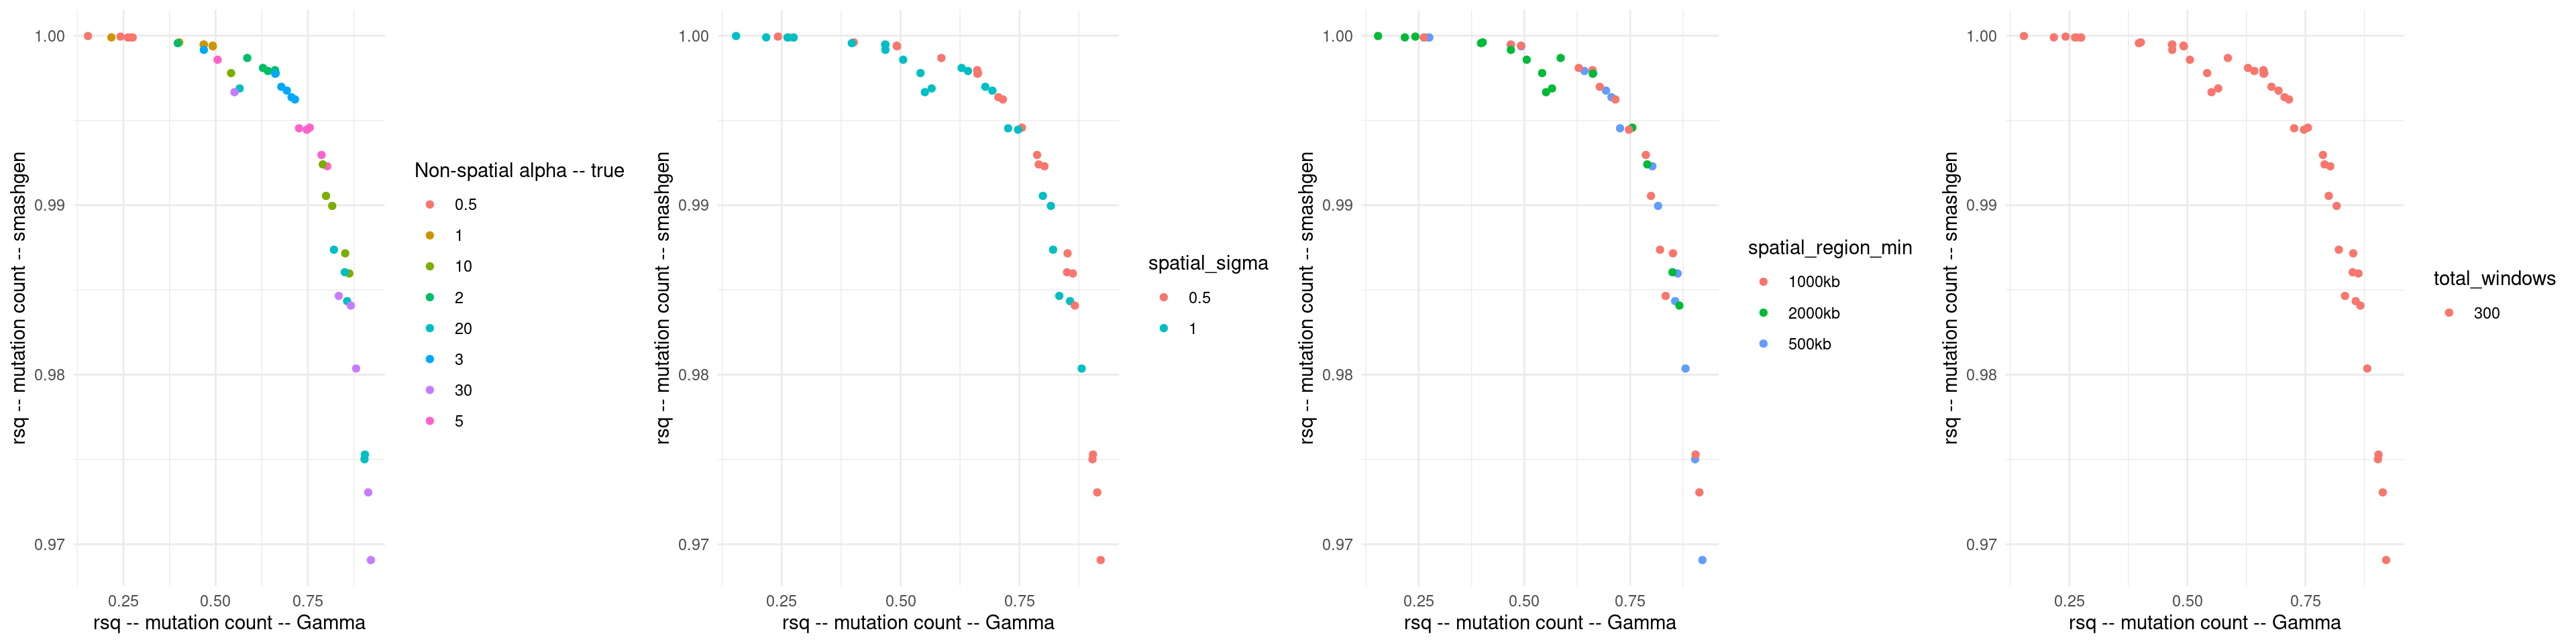 rsq -- mutation count -- smashgen
1.00
0.99
0.98
0.97
0.25 0.50 0.75
rsq -- mutation count -- Gamma
Non-spatial alpha -- true
0.5
1
10
2
20
3
30
5
rsq -- mutation count -- smashgen
1.00
0.99
0.98
0.97
0.25 0.50 0.75
rsq -- mutation count -- Gamma
spatial_sigma
0.5
1
rsq -- mutation count -- smashgen
1.00
0.99
0.98
0.97
0.25 0.50 0.75
rsq -- mutation count -- Gamma
spatial_region_min
1000kb
2000kb
500kb
rsq -- mutation count -- smashgen
1.00
0.99
0.98
0.97
0.25 0.50 0.75
rsq -- mutation count -- Gamma
total_windows
300